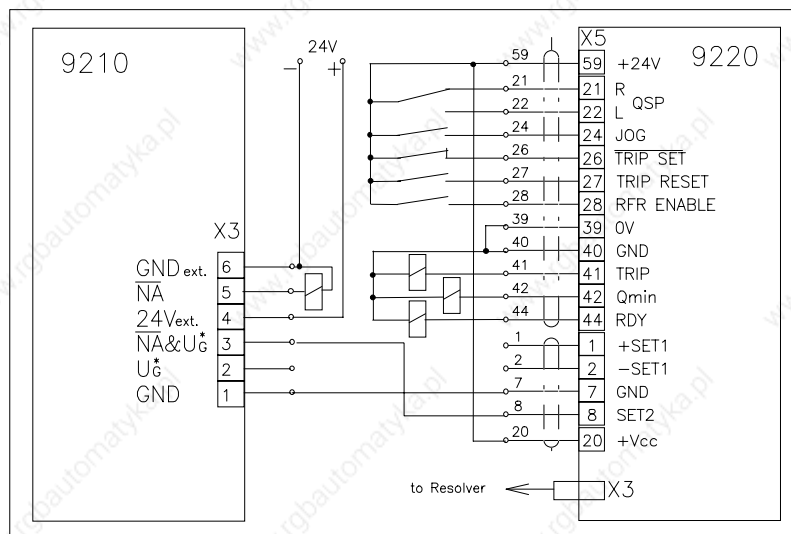 9210
24V
−
+
X3
GND ext. 6
NA 5
24Vext. 4
NA&UG* 3
UG* 2
GND 1
59
21
22
24
26
27
28
39
40
41
42
44
1
2
7
8
20
X5
9220
59 +24V
21 R
QSP
22 L
24 JOG
26 TRIP SET
27 TRIP RESET
28 RFR ENABLE
39 0V
40 GND
41 TRIP
42 Qmin
44 RDY
1 +SET1
2 -SET1
7 GND
8 SET2
20 +Vcc
to Resolver
X3
www.rgbautomatyka.pl